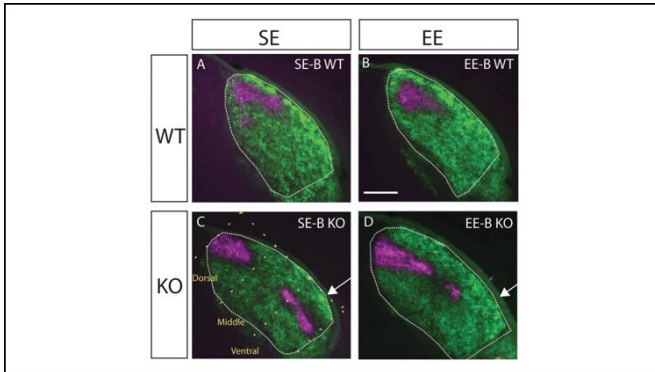 SE
EE
WT
A
SE-B WT
B
EE-B WT
KO
C
SE-B KO
Dorsal
Middle
Ventral
D
EE-B KO